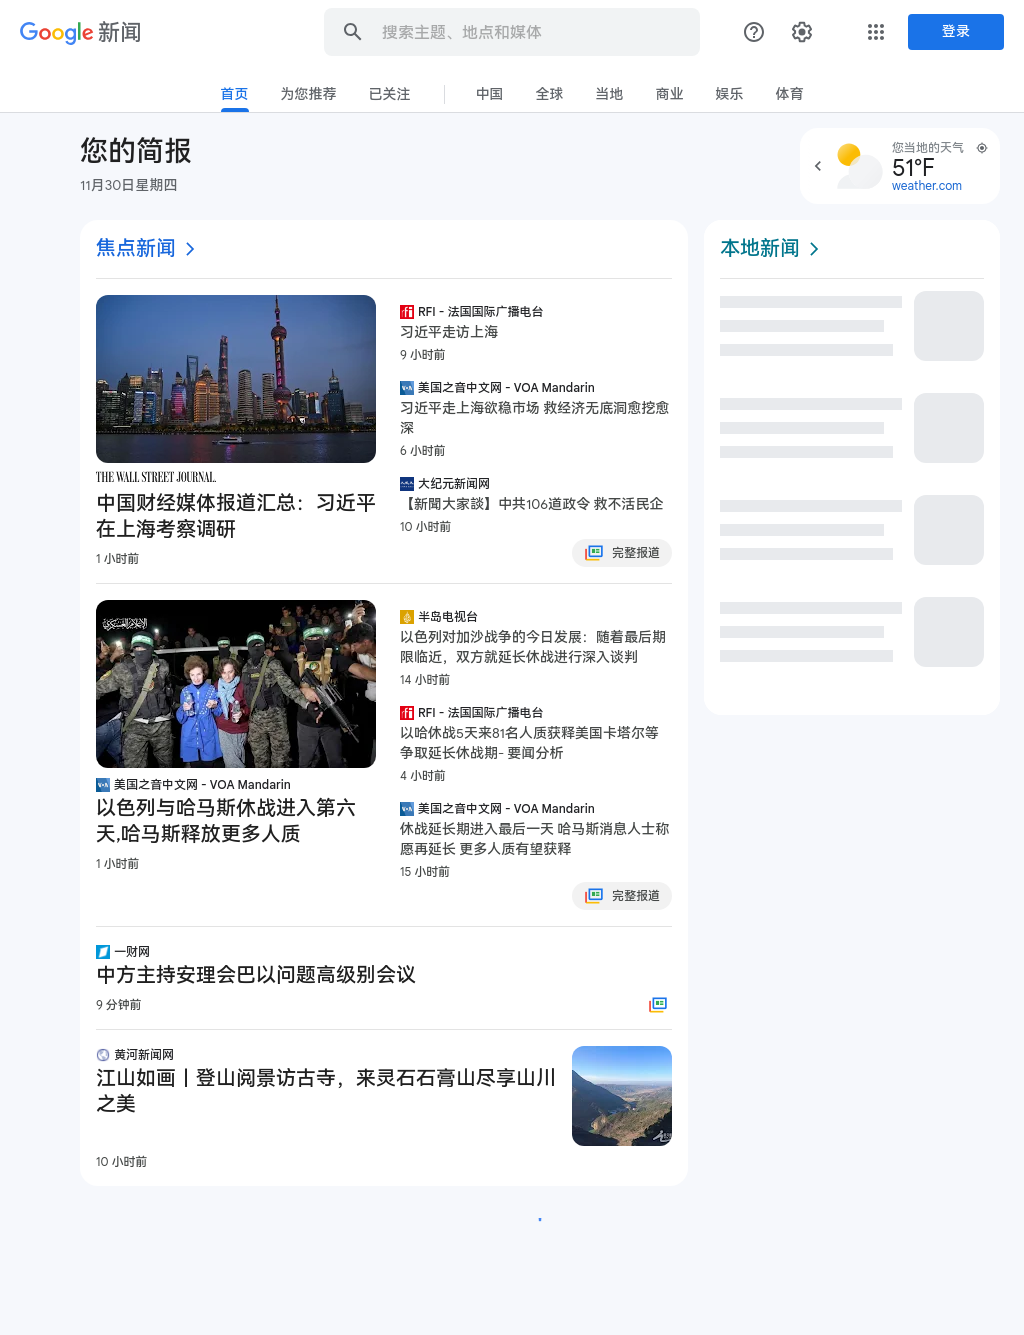 Google 新闻
搜索主题、地点和媒体
登录
首页
为您推荐
已关注
中国
全球
当地
商业
娱乐
体育
您的简报
11月30日星期四
您当地的天气
51°F
weather.com
焦点新闻
THE WALL STREET JOURNAL.
中国财经媒体报道汇总：习近平
在上海考察调研
1 小时前
RFI - 法国国际广播电台
习近平走访上海
9 小时前
美国之音中文网 - VOA Mandarin
习近平走上海欲稳市场 救经济无底洞愈挖愈
深
6 小时前
大纪元新闻网
【新聞大家談】中共106道政令 救不活民企
10 小时前
完整报道
美国之音中文网 - VOA Mandarin
以色列与哈马斯休战进入第六
天,哈马斯释放更多人质
1 小时前
半岛电视台
以色列对加沙战争的今日发展：随着最后期
限临近，双方就延长休战进行深入谈判
14 小时前
RFI - 法国国际广播电台
以哈休战5天来81名人质获释美国卡塔尔等
争取延长休战期- 要闻分析
4 小时前
美国之音中文网 - VOA Mandarin
休战延长期进入最后一天 哈马斯消息人士称
愿再延长 更多人质有望获释
15 小时前
完整报道
一财网
中方主持安理会巴以问题高级别会议
9 分钟前
黄河新闻网
江山如画丨登山阅景访古寺，来灵石石膏山尽享山川
之美
10 小时前
本地新闻